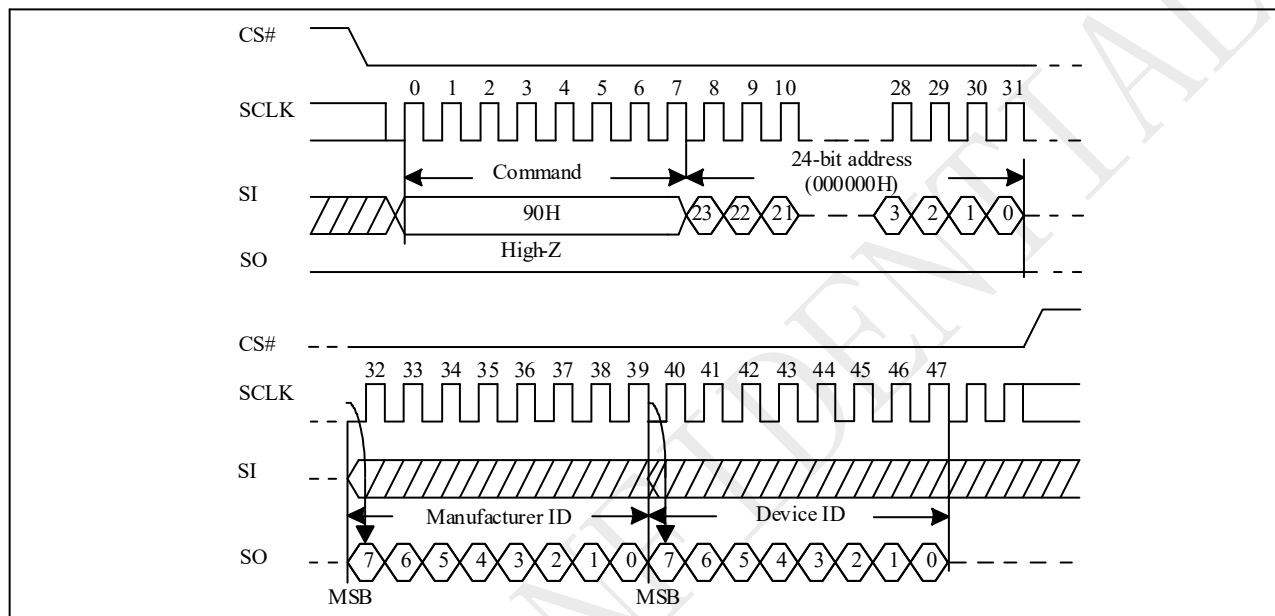 CS#
0 1 2 3 4 5 6 7 8 9 10 28 29 30 31
SCLK
Command 24-bit address
(000000H)
SI
90H 23 22 21 3 2 1 0
High-Z
SO
CS#
32 33 34 35 36 37 38 39 40 41 42 43 44 45 46 47
SCLK
SI
Manufacturer ID Device ID
SO 7 6 5 4 3 2 1 0 7 6 5 4 3 2 1 0
MSB MSB